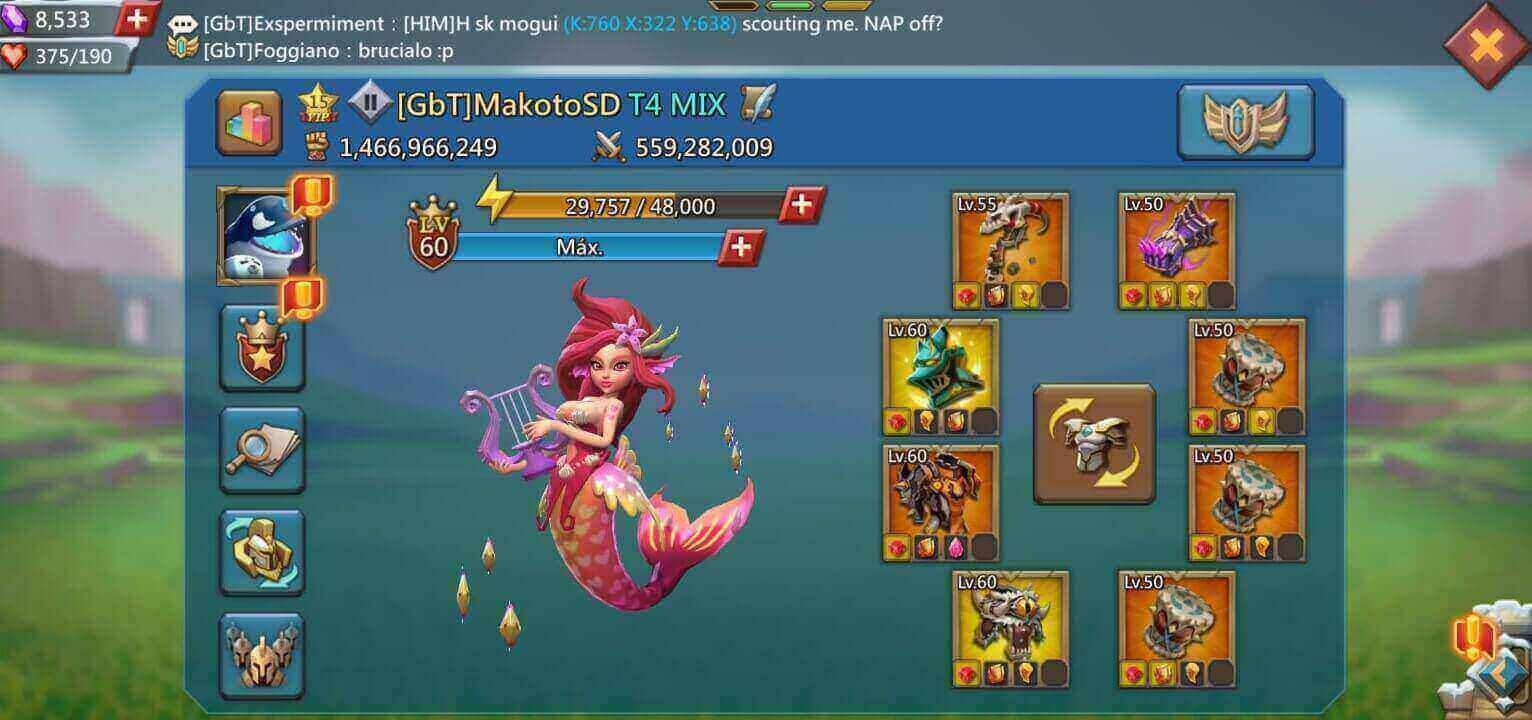 8,533
[GbT]Exspermiment : [HIM]H sk mogui (K:760 X:322 Y:638) scouting me. NAP off?
375/190
[GbT]Foggiano : brucialo :p
15
VIP
II
[GbT]MakotoSD T4 MIX
1,466,966,249
559,282,009
LV
60
29,757 / 48,000
Máx.
Lv.55
Lv.50
Lv.60
Lv.50
Lv.60
Lv.50
Lv.60
Lv.50